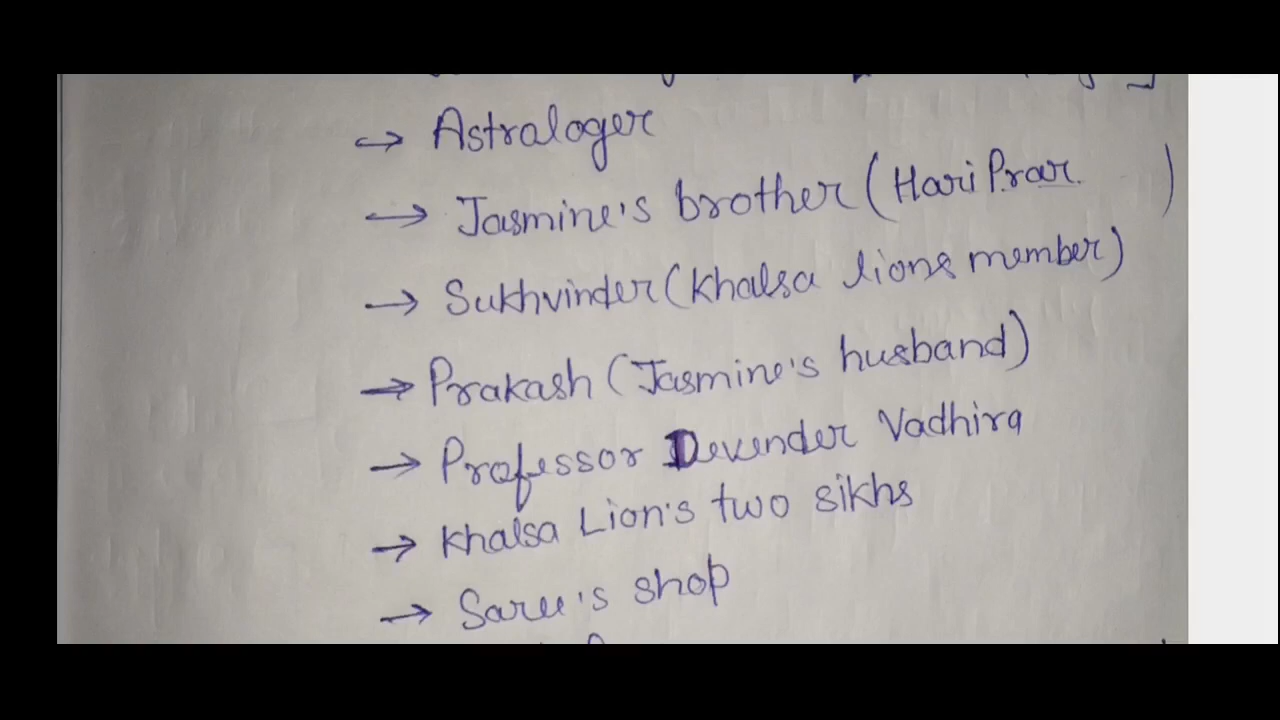 → Astraloger
→ Jasmine's brother (Hari Prar. )
→ Sukhvinder (Khalsa lions member)
→ Prakash (Jasmine's husband)
→ Professor Devender Vadhira
→ Khalsa Lion's two sikhs
→ Saree's shop